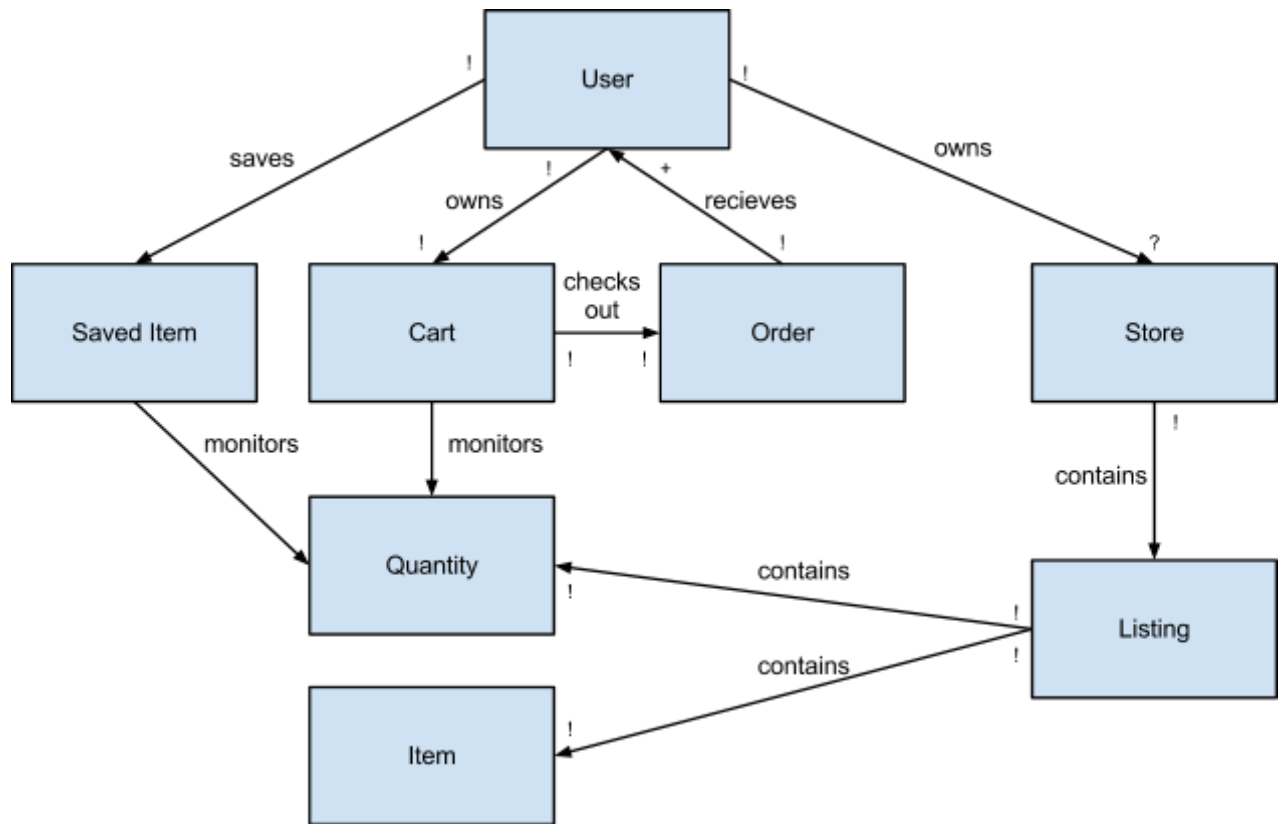 User
!
!
saves
owns
!
+
owns
recieves
!
!
?
Saved Item
Cart
checks
out
Order
Store
!
!
!
monitors
monitors
contains
Quantity
contains
!
!
Listing
!
contains
!
Item